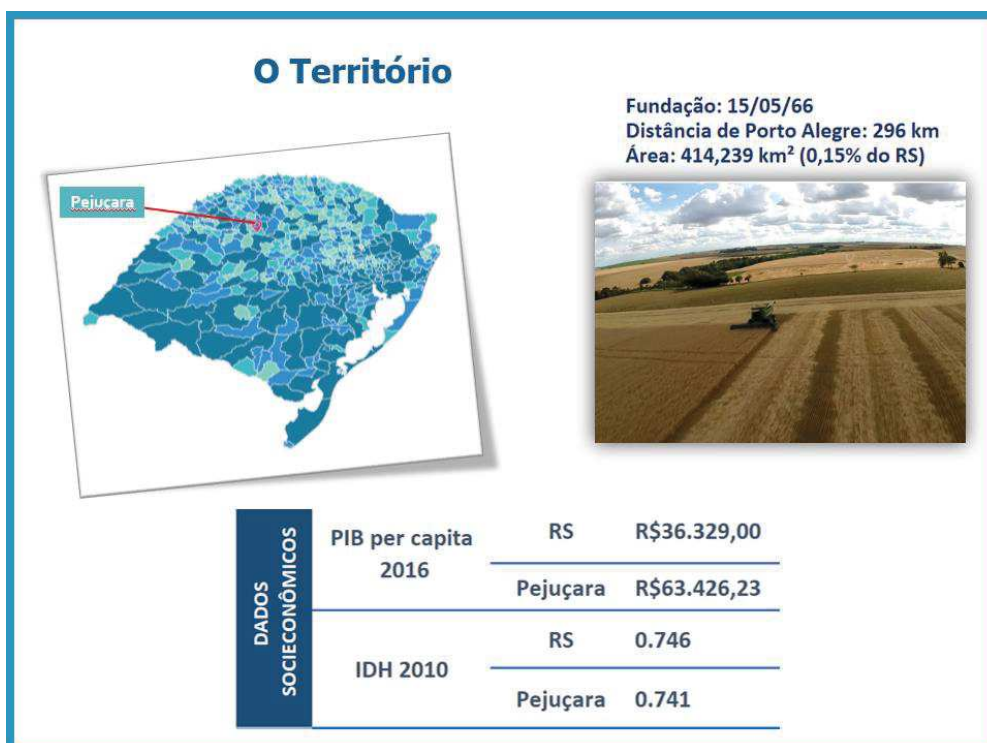 O Território
Fundação: 15/05/66
Distância de Porto Alegre: 296 km
Área: 414,239 km² (0,15% do RS)
Pejuçara
DADOS
SOCIECONÔMICOS
PIB per capita
2016
RS R$36.329,00
Pejuçara R$63.426,23
IDH 2010
RS 0.746
Pejuçara 0.741